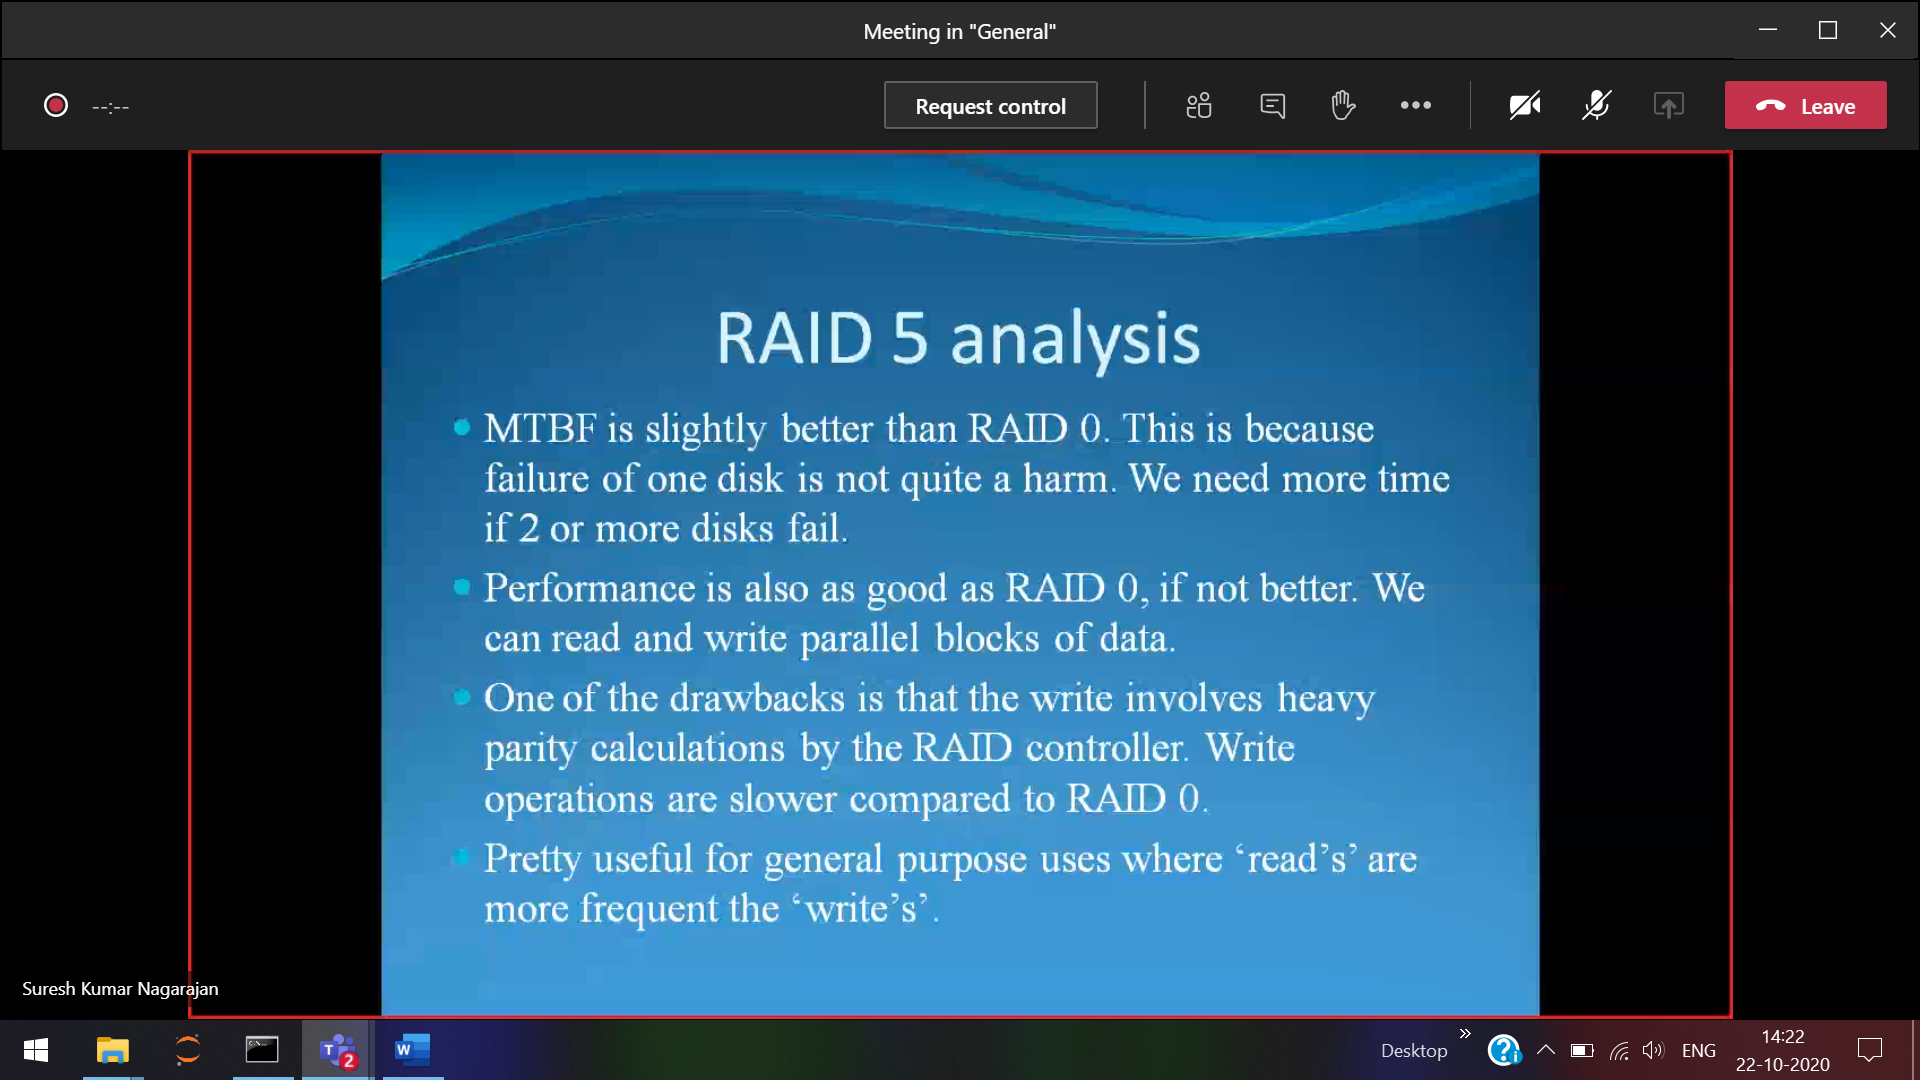 Meeting in "General"
--:--
Request control
Leave
RAID 5 analysis
MTBF is slightly better than RAID 0. This is because
failure of one disk is not quite a harm. We need more time
if 2 or more disks fail.
Performance is also as good as RAID 0, if not better. We
can read and write parallel blocks of data.
One of the drawbacks is that the write involves heavy
parity calculations by the RAID controller. Write
operations are slower compared to RAID 0.
Pretty useful for general purpose uses where ‘read’s’ are
more frequent the ‘write’s’.
Suresh Kumar Nagarajan
T
2
W
Desktop
»
?
i
ENG
14:22
22-10-2020